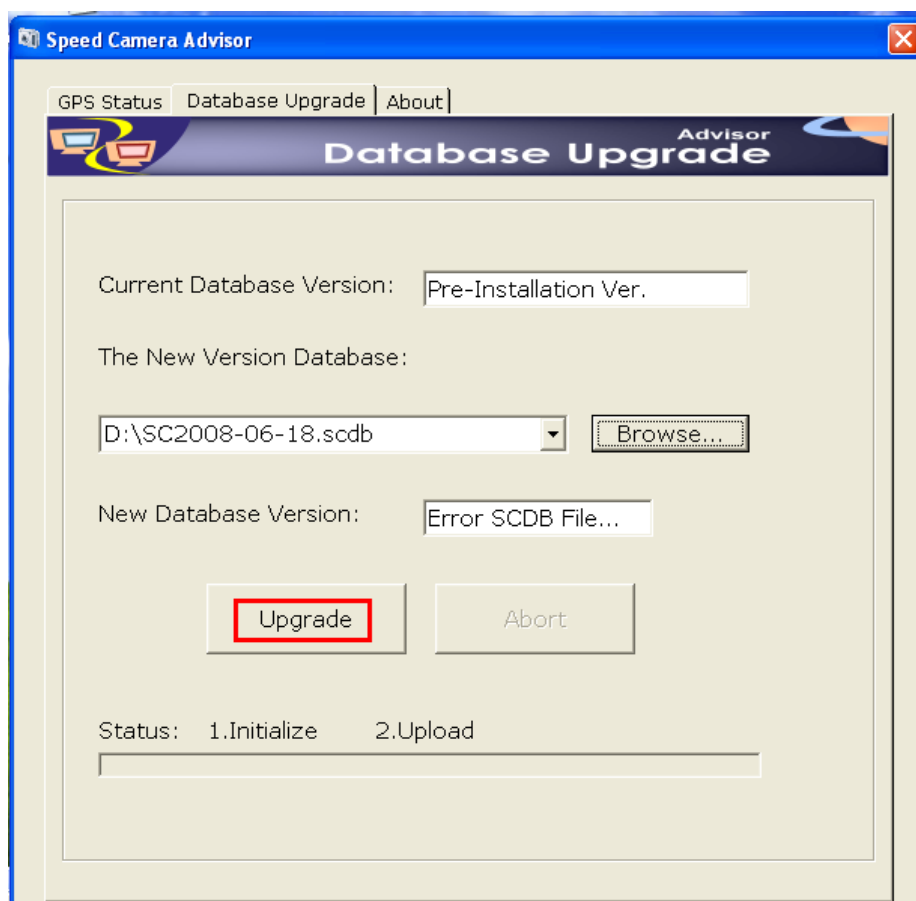 Speed Camera Advisor
GPS Status Database Upgrade About
Advisor
Database Upgrade
Current Database Version: Pre-Installation Ver.
The New Version Database:
D:\SC2008-06-18.scdb Browse...
New Database Version: Error SCDB File...
Upgrade Abort
Status: 1.Initialize 2.Upload